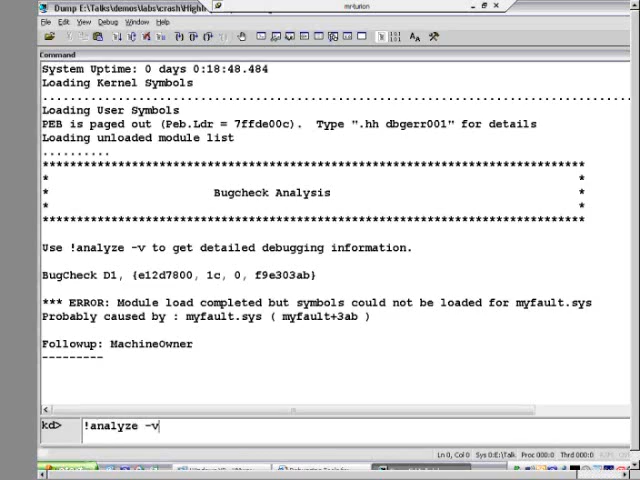 Dump E:\Talks\demos\labs\crash\High
File Edit View Debug Window Help
Command
System Uptime: 0 days 0:18:48.484
Loading Kernel Symbols
................................................................................
Loading User Symbols
PEB is paged out (Peb.Ldr = 7ffde00c).  Type ".hh dbgerr001" for details
Loading unloaded module list
..........
*******************************************************************************
*                                                                             *
*                        Bugcheck Analysis                                    *
*                                                                             *
*******************************************************************************
Use !analyze -v to get detailed debugging information.
BugCheck D1, {e12d7800, 1c, 0, f9e303ab}
*** ERROR: Module load completed but symbols could not be loaded for myfault.sys
Probably caused by : myfault.sys ( myfault+3ab )
Followup: MachineOwner
---------
kd> !analyze -v
Ln 0, Col 0 Sys 0:E:\Talk Proc 000:0 Thrd 000:0